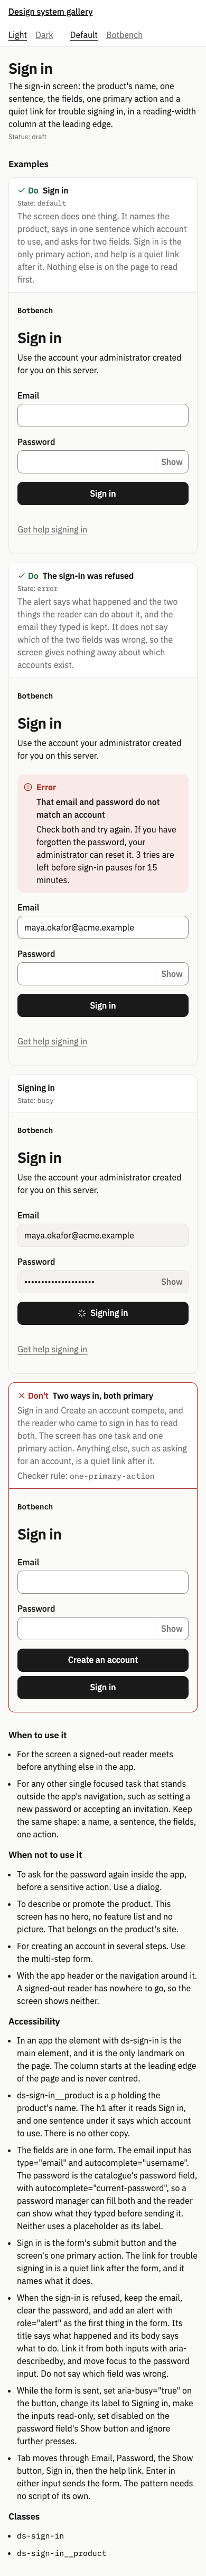 Design system gallery
Light Dark Default Botbench
Sign in
The sign-in screen: the product's name, one
sentence, the fields, one primary action and a
quiet link for trouble signing in, in a reading-width
column at the leading edge.
Status: draft
Examples
Do Sign in
State: default
The screen does one thing. It names the
product, says in one sentence which account
to use, and asks for two fields. Sign in is the
only primary action, and help is a quiet link
after it. Nothing else is on the page to read
first.
Botbench
Sign in
Use the account your administrator created
for you on this server.
Email
Password
Show
Sign in
Get help signing in
Do The sign-in was refused
State: error
The alert says what happened and the two
things the reader can do about it, and the
email they typed is kept. It does not say
which of the two fields was wrong, so the
screen gives nothing away about which
accounts exist.
Botbench
Sign in
Use the account your administrator created
for you on this server.
Error
That email and password do not
match an account
Check both and try again. If you have
forgotten the password, your
administrator can reset it. 3 tries are
left before sign-in pauses for 15
minutes.
Email
maya.okafor@acme.example
Password
Show
Sign in
Get help signing in
Signing in
State: busy
Botbench
Sign in
Use the account your administrator created
for you on this server.
Email
maya.okafor@acme.example
Password
•••••••••••••••••••••
Show
Signing in
Get help signing in
Don't Two ways in, both primary
Sign in and Create an account compete, and
the reader who came to sign in has to read
both. The screen has one task and one
primary action. Anything else, such as asking
for an account, is a quiet link after it.
Checker rule: one-primary-action
Botbench
Sign in
Email
Password
Show
Create an account
Sign in
When to use it
• For the screen a signed-out reader meets
before anything else in the app.
• For any other single focused task that stands
outside the app's navigation, such as setting a
new password or accepting an invitation. Keep
the same shape: a name, a sentence, the fields,
one action.
When not to use it
• To ask for the password again inside the app,
before a sensitive action. Use a dialog.
• To describe or promote the product. This
screen has no hero, no feature list and no
picture. That belongs on the product's site.
• For creating an account in several steps. Use
the multi-step form.
• With the app header or the navigation around it.
A signed-out reader has nowhere to go, so the
screen shows neither.
Accessibility
• In an app the element with ds-sign-in is the
main element, and it is the only landmark on
the page. The column starts at the leading edge
of the page and is never centred.
• ds-sign-in__product is a p holding the
product's name. The h1 after it reads Sign in,
and one sentence under it says which account
to use. There is no other copy.
• The fields are in one form. The email input has
type="email" and autocomplete="username".
The password is the catalogue's password field,
with autocomplete="current-password", so a
password manager can fill both and the reader
can show what they typed before sending it.
Neither uses a placeholder as its label.
• Sign in is the form's submit button and the
screen's one primary action. The link for trouble
signing in is a quiet link after the form, and it
names what it does.
• When the sign-in is refused, keep the email,
clear the password, and add an alert with
role="alert" as the first thing in the form. Its
title says what happened and its body says
what to do. Link it from both inputs with aria-
describedby, and move focus to the password
input. Do not say which field was wrong.
• While the form is sent, set aria-busy="true" on
the button, change its label to Signing in, make
the inputs read-only, set disabled on the
password field's Show button and ignore
further presses.
• Tab moves through Email, Password, the Show
button, Sign in, then the help link. Enter in
either input sends the form. The pattern needs
no script of its own.
Classes
• ds-sign-in
• ds-sign-in__product